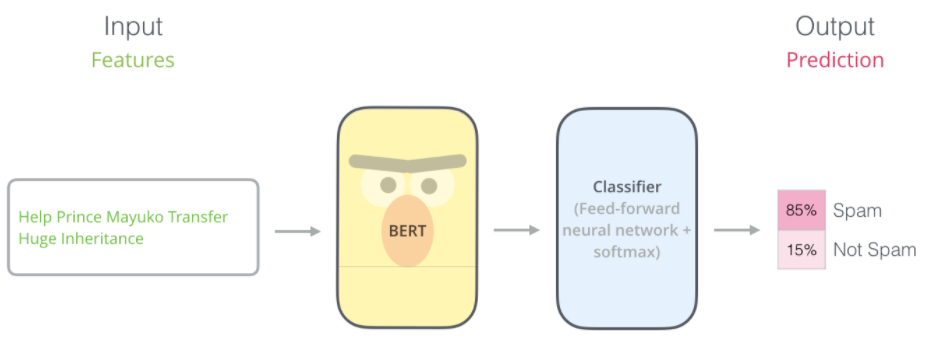 Input
Features
Output
Prediction
Help Prince Mayuko Transfer
Huge Inheritance
BERT
Classifier
(Feed-forward
neural network +
softmax)
85% Spam
15% Not Spam